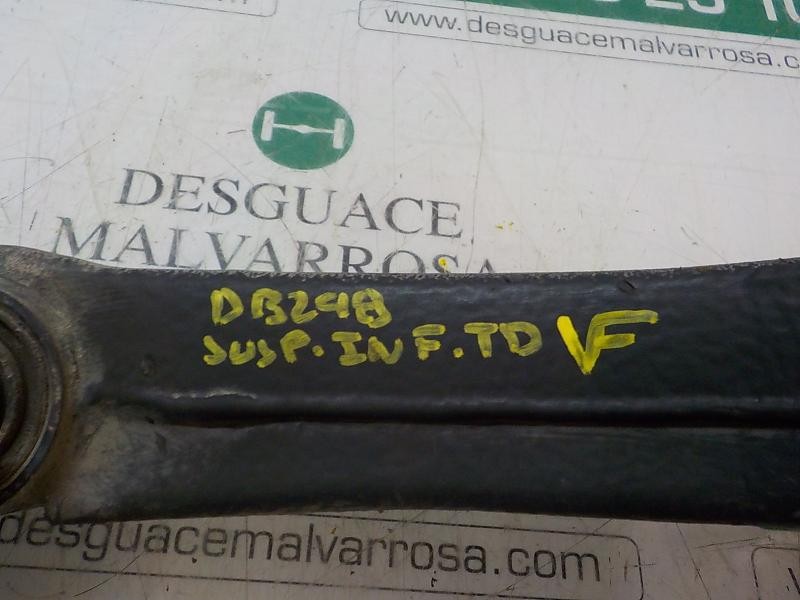 www.desguacemalvarrosa.c
DESGUACE
MALVARROSA
DB248
SUSP. INF. TD VF
desguacemalvarrosa.com